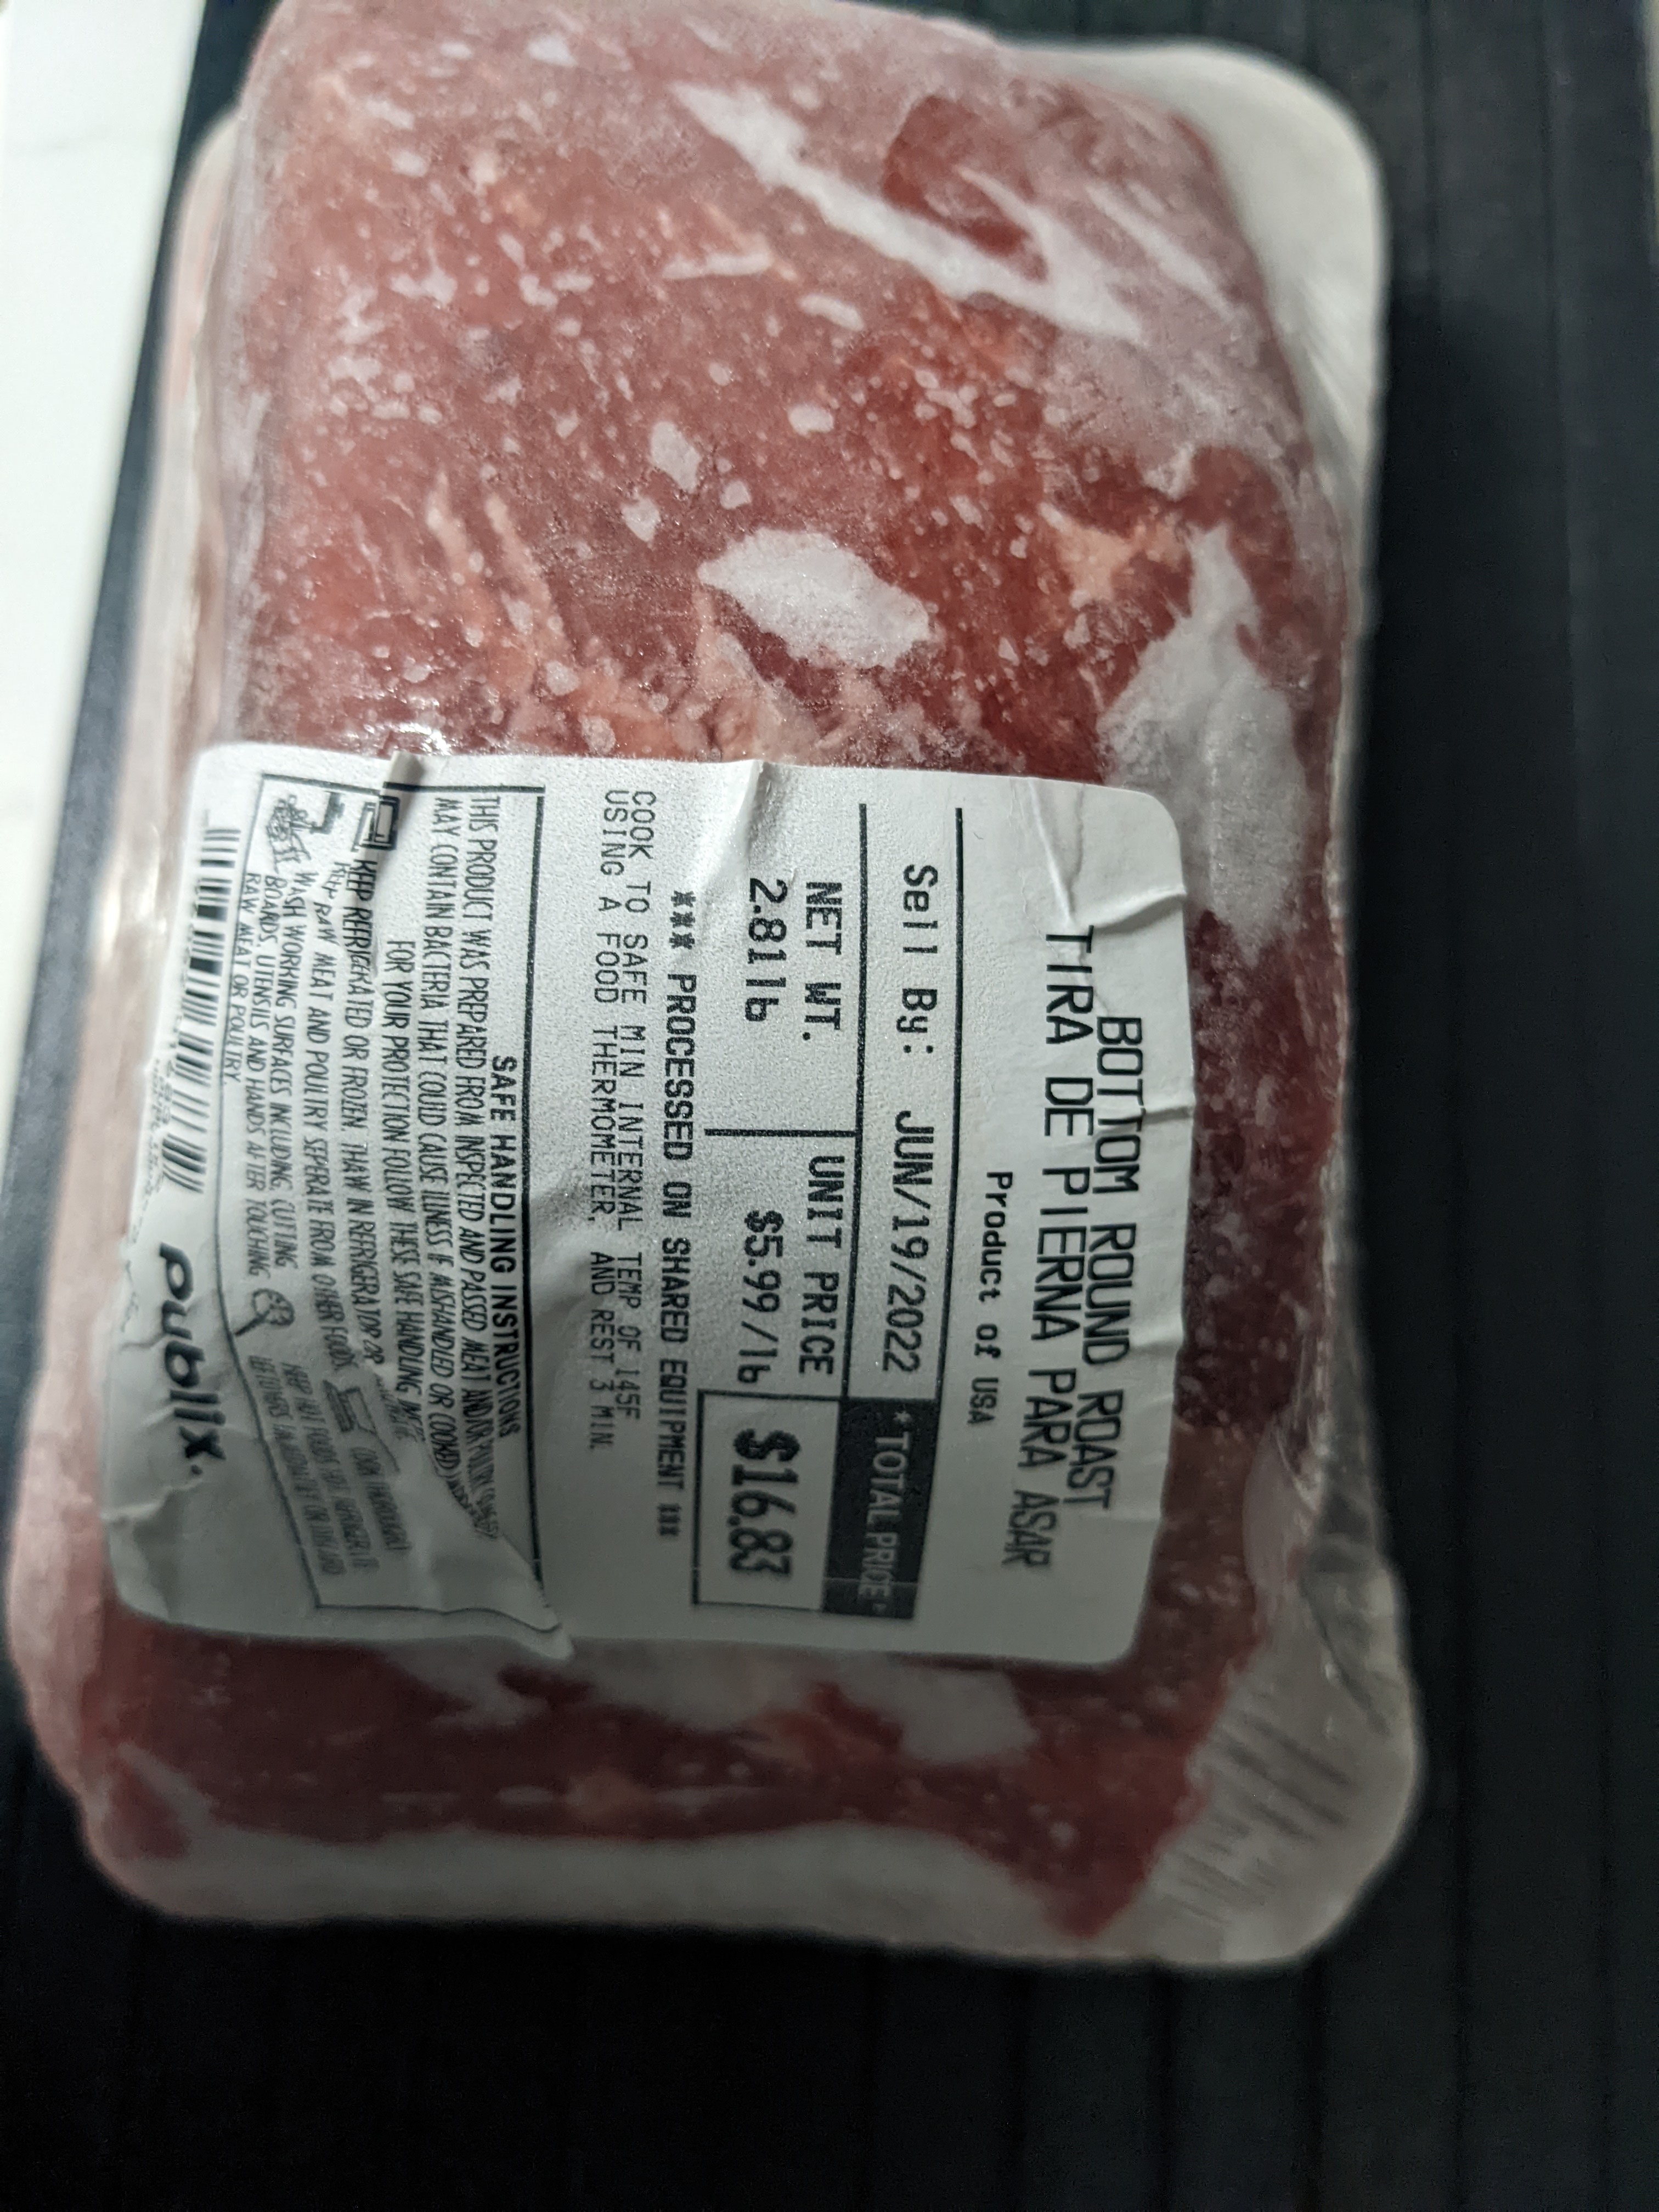 BOTTOM ROUND ROAST
TIRA DE PIERNA PARA ASAR
Product of USA
Sell By: JUN/19/2022
*TOTAL PRICE*
NET WT.
2.81lb
UNIT PRICE
$5.99/lb
$16.83
*** PROCESSED ON SHARED EQUIPMENT ***
COOK TO SAFE MIN INTERNAL TEMP OF 145F
USING A FOOD THERMOMETER, AND REST 3 MIN.
SAFE HANDLING INSTRUCTIONS
THIS PRODUCT WAS PREPARED FROM INSPECTED AND PASSED MEAT AND/OR POULTRY. SOME
MAY CONTAIN BACTERIA THAT COULD CAUSE ILLNESS IF MISHANDLED OR COOKED
FOR YOUR PROTECTION FOLLOW THESE SAFE HANDLING
KEEP REFRIGERATED OR FROZEN. THAW IN REFRIGERATOR OR
KEEP RAW MEAT AND POULTRY SEPERATE FROM OTHER FOODS.
WASH WORKING SURFACES INCLUDING, CUTTING
BOARDS, UTENSILS AND HANDS AFTER TOUCHING
RAW MEAT OR POULTRY.
COOK
KEEP HOT FOODS HOT.
publix.